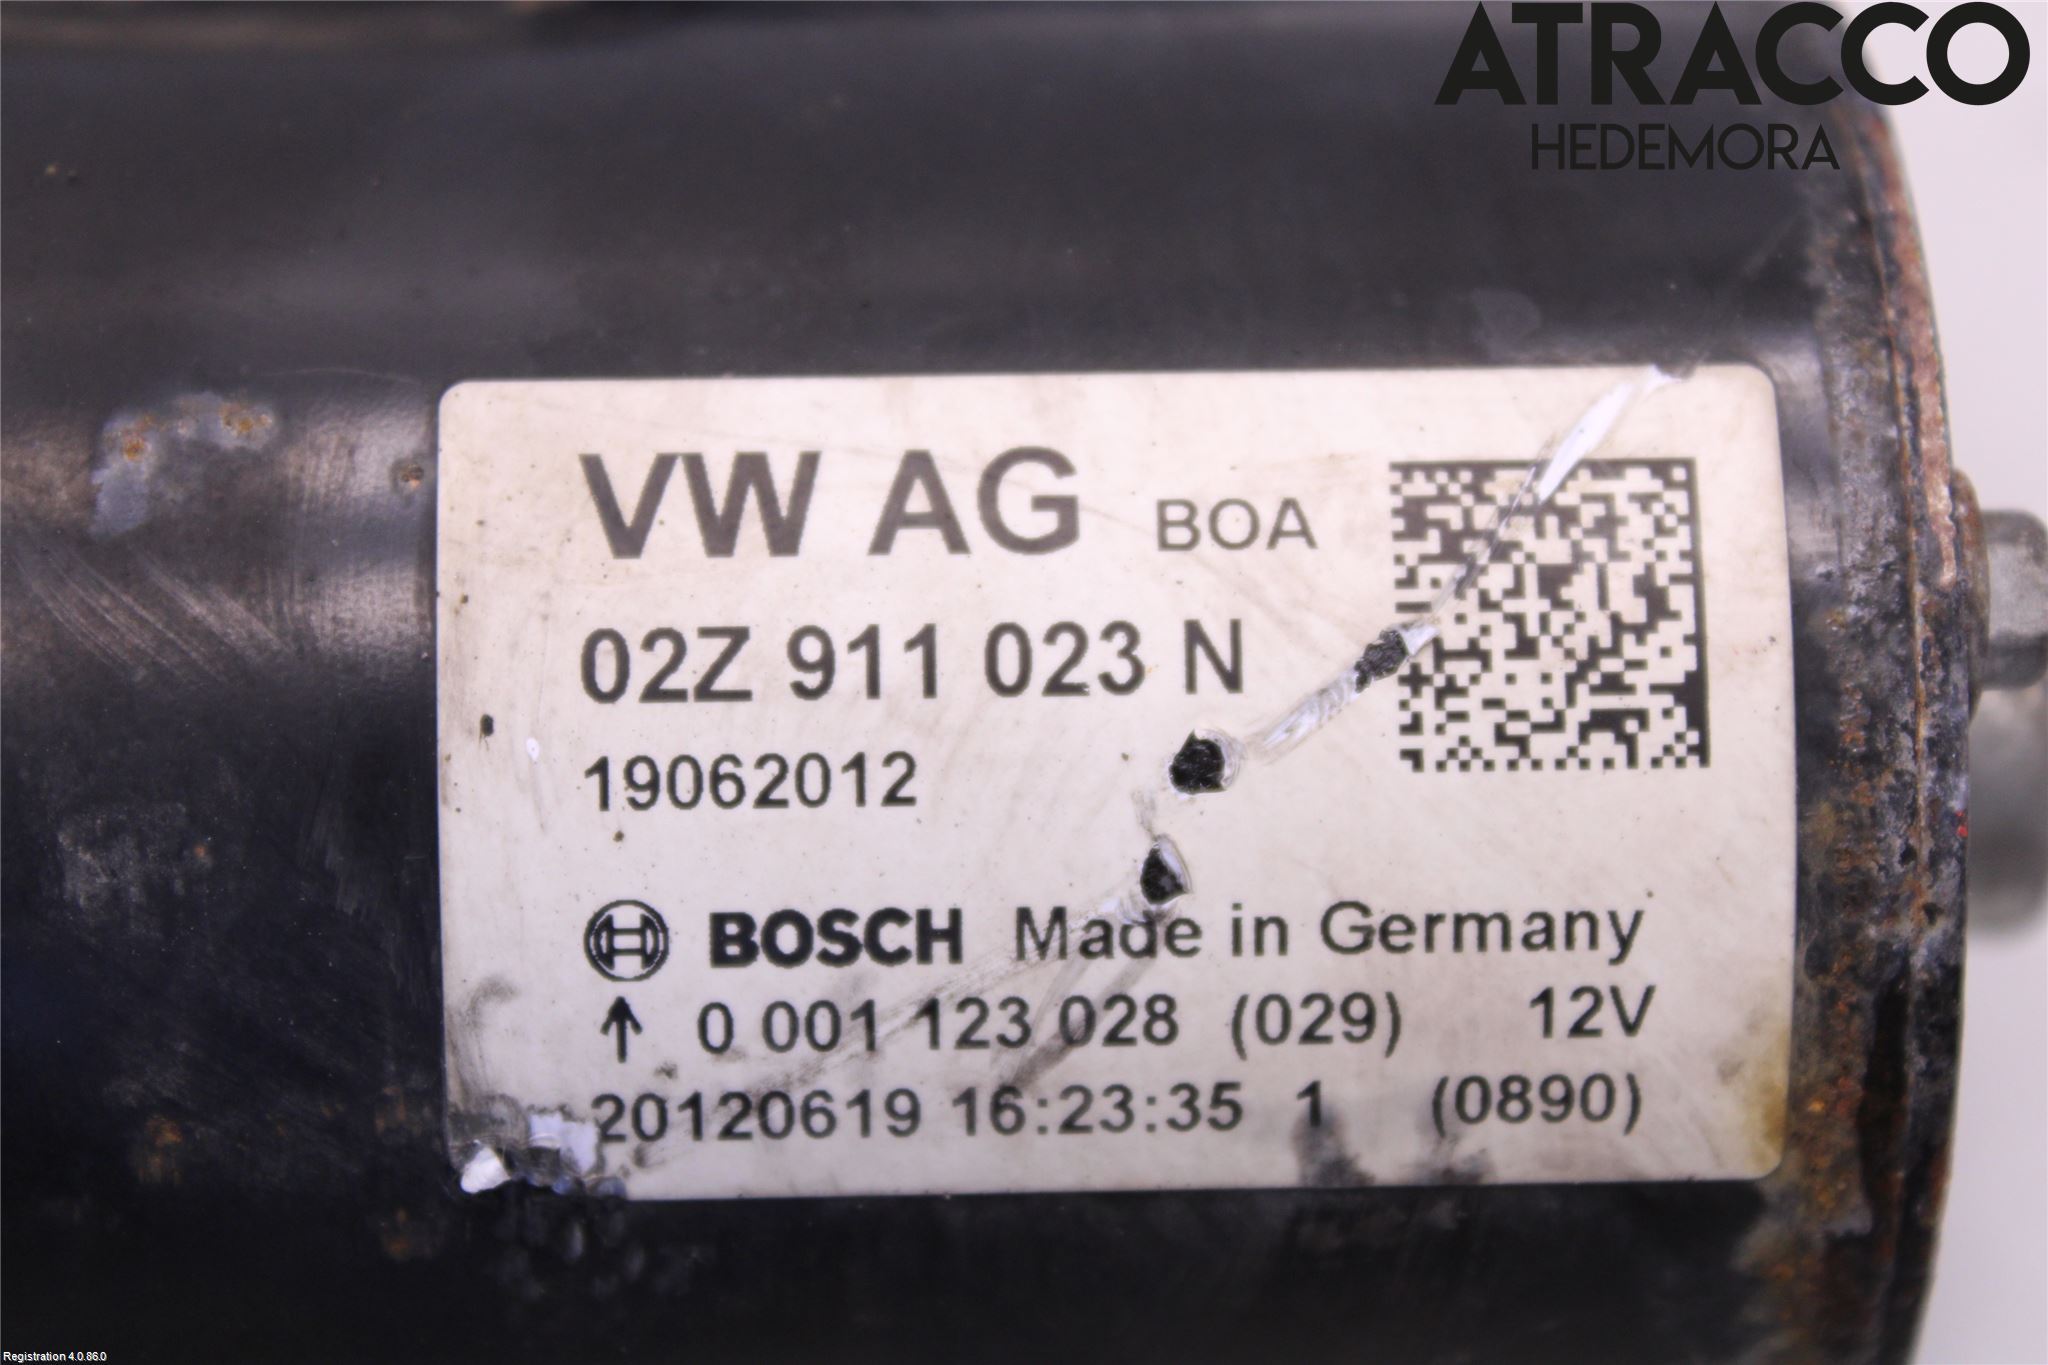 ATRACCO
HEDEMORA
VW AG BOA
02Z 911 023 N
19062012
BOSCH Made in Germany
↑ 0 001 123 028 (029) 12V
20120619 16:23:35 1 (0890)
Registration 4.0.86.0